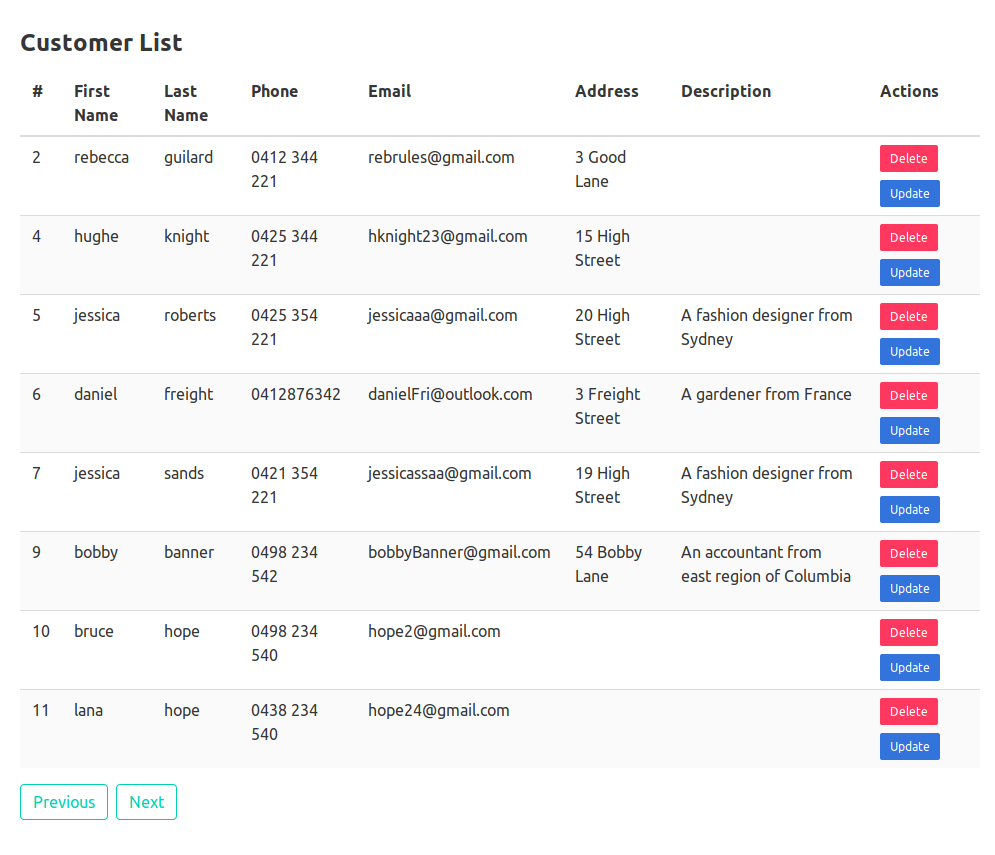 Customer List
# First Name Last Name Phone Email Address Description Actions
2 rebecca guilard 0412 344 221 rebrules@gmail.com 3 Good Lane Delete Update
4 hughe knight 0425 344 221 hknight23@gmail.com 15 High Street Delete Update
5 jessica roberts 0425 354 221 jessicaaa@gmail.com 20 High Street A fashion designer from Sydney Delete Update
6 daniel freight 0412876342 danielFri@outlook.com 3 Freight Street A gardener from France Delete Update
7 jessica sands 0421 354 221 jessicassaa@gmail.com 19 High Street A fashion designer from Sydney Delete Update
9 bobby banner 0498 234 542 bobbyBanner@gmail.com 54 Bobby Lane An accountant from east region of Columbia Delete Update
10 bruce hope 0498 234 540 hope2@gmail.com Delete Update
11 lana hope 0438 234 540 hope24@gmail.com Delete Update
Previous Next